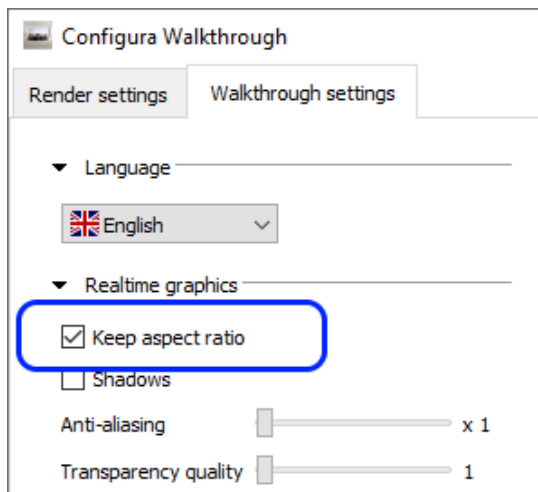 Configura Walkthrough
Render settings Walkthrough settings
Language
English
Realtime graphics
Keep aspect ratio
Shadows
Anti-aliasing x 1
Transparency quality 1